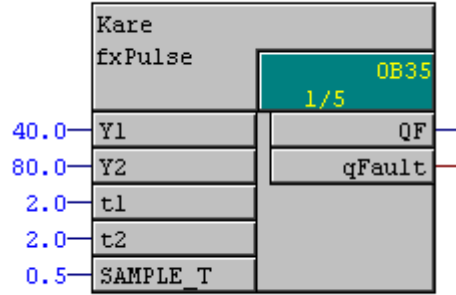 Kare
fxPulse
OB35
1/5
40.0 Y1 QF
80.0 Y2 qFault
2.0 t1
2.0 t2
0.5 SAMPLE_T